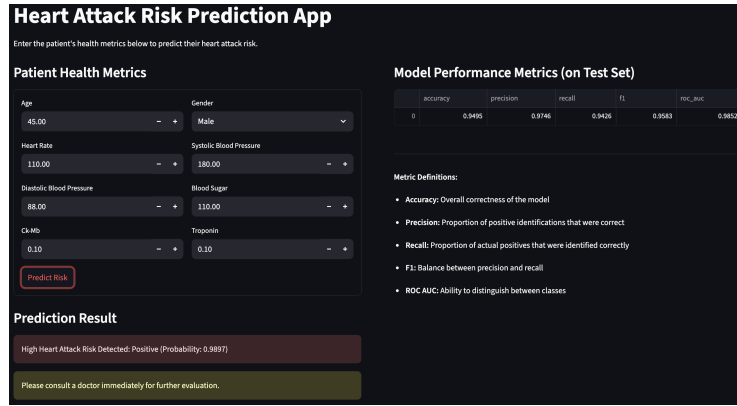 Heart Attack Risk Prediction App
Enter the patient's health metrics below to predict their heart attack risk.
Patient Health Metrics
Age
Gender
45.00
Male
Heart Rate
Systolic Blood Pressure
110.00
180.00
Diastolic Blood Pressure
Blood Sugar
88.00
110.00
Ck-Mb
Troponin
0.10
0.10
Predict Risk
Prediction Result
High Heart Attack Risk Detected: Positive (Probability: 0.9897)
Please consult a doctor immediately for further evaluation.
Model Performance Metrics (on Test Set)
accuracy precision recall f1 roc_auc
0 0.9495 0.9746 0.9426 0.9583 0.9852
Metric Definitions:
• Accuracy: Overall correctness of the model
• Precision: Proportion of positive identifications that were correct
• Recall: Proportion of actual positives that were identified correctly
• F1: Balance between precision and recall
• ROC AUC: Ability to distinguish between classes